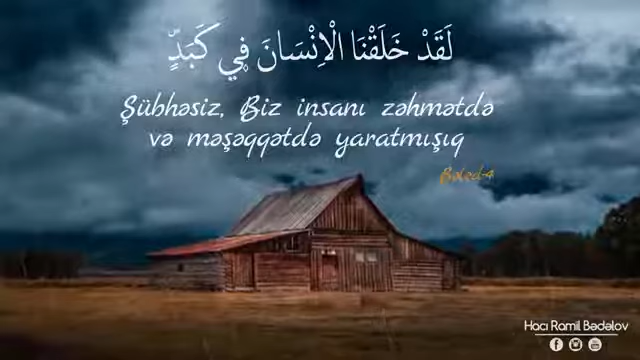 لَقَدْ خَلَقْنَا الْاِنْسَانَ ف۪ي كَبَدٍّ
Şübhəsiz, Biz insanı zəhmətdə
və məşəqqətdə yaratmışıq
Bələd-4
Hacı Ramil Bədəlov